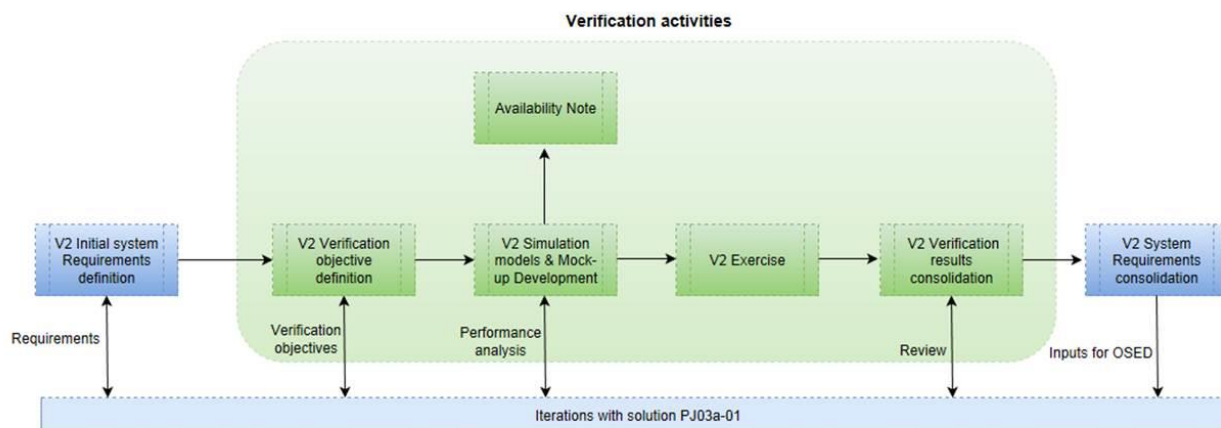 Verification activities
Availability Note
V2 Initial system
Requirements
definition
V2 Verification
objective
definition
V2 Simulation
models & Mock-
up Development
V2 Exercise
V2 Verification
results
consolidation
V2 System
Requirements
consolidation
Requirements
Verification
objectives
Performance
analysis
Review
Inputs for OSED
Iterations with solution PJ03a-01